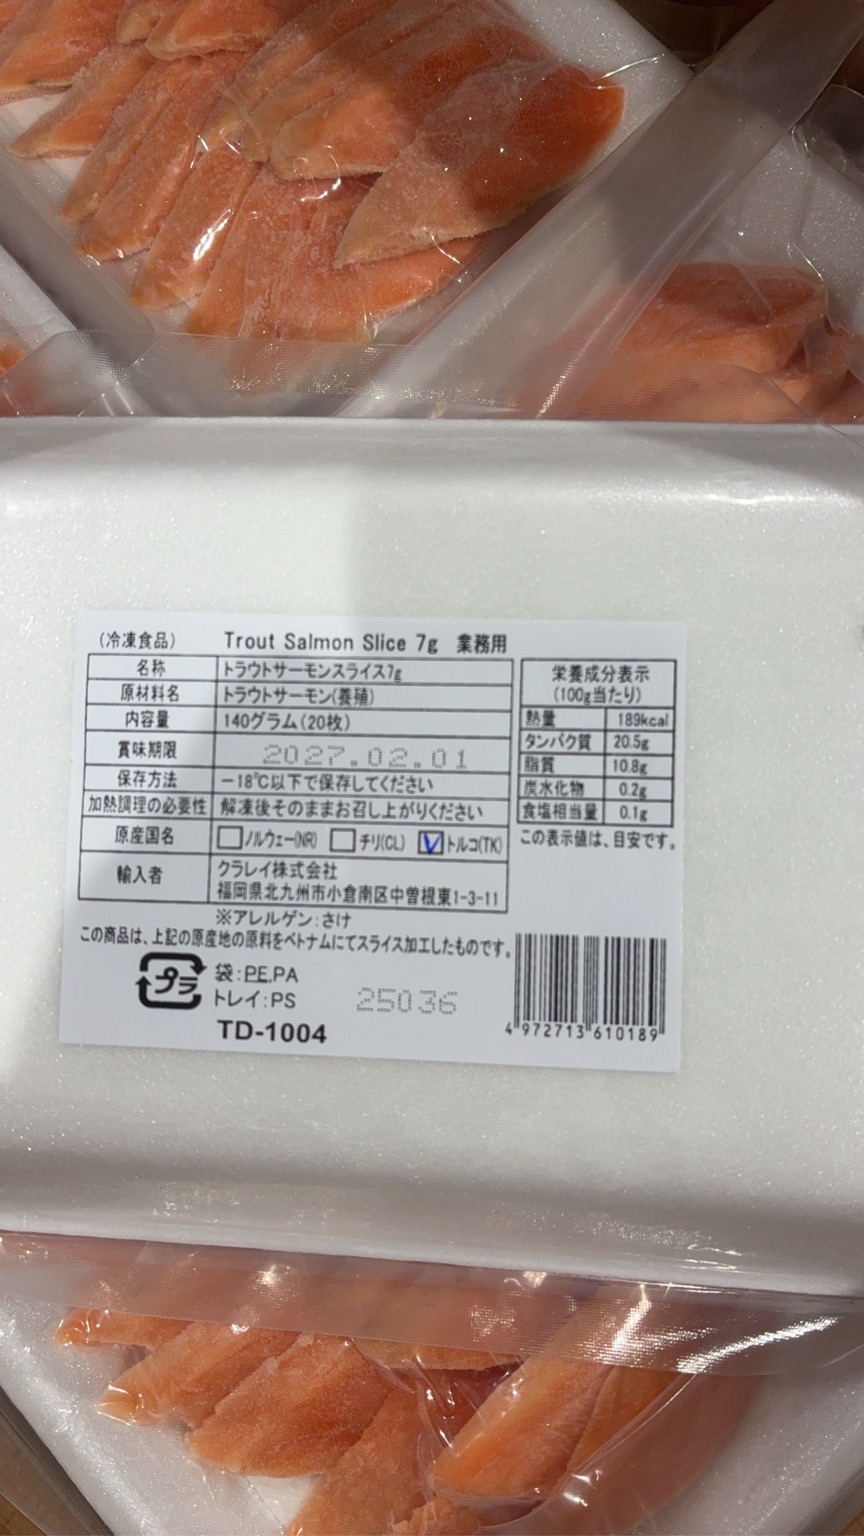 (冷凍食品) Trout Salmon Slice 7g 業務用
名称 トラウトサーモンスライス7g
原材料名 トラウトサーモン(養殖)
内容量 140グラム(20枚)
賞味期限 2027.02.01
保存方法 -18℃以下で保存してください
加熱調理の必要性 解凍後そのままお召し上がりください
原産国名 □ノルウェー(NR) □チリ(CL) ☑トルコ(TK)
輸入者 クラレイ株式会社
福岡県北九州市小倉南区中曽根東1-3-11
※アレルゲン:さけ
この商品は、上記の原産地の原料をベトナムにてスライス加工したものです。
栄養成分表示
(100g当たり)
熱量 189kcal
タンパク質 20.5g
脂質 10.8g
炭水化物 0.2g
食塩相当量 0.1g
この表示値は、目安です。
プラ
袋:PE,PA
トレイ:PS
25036
TD-1004
4 972713 610189